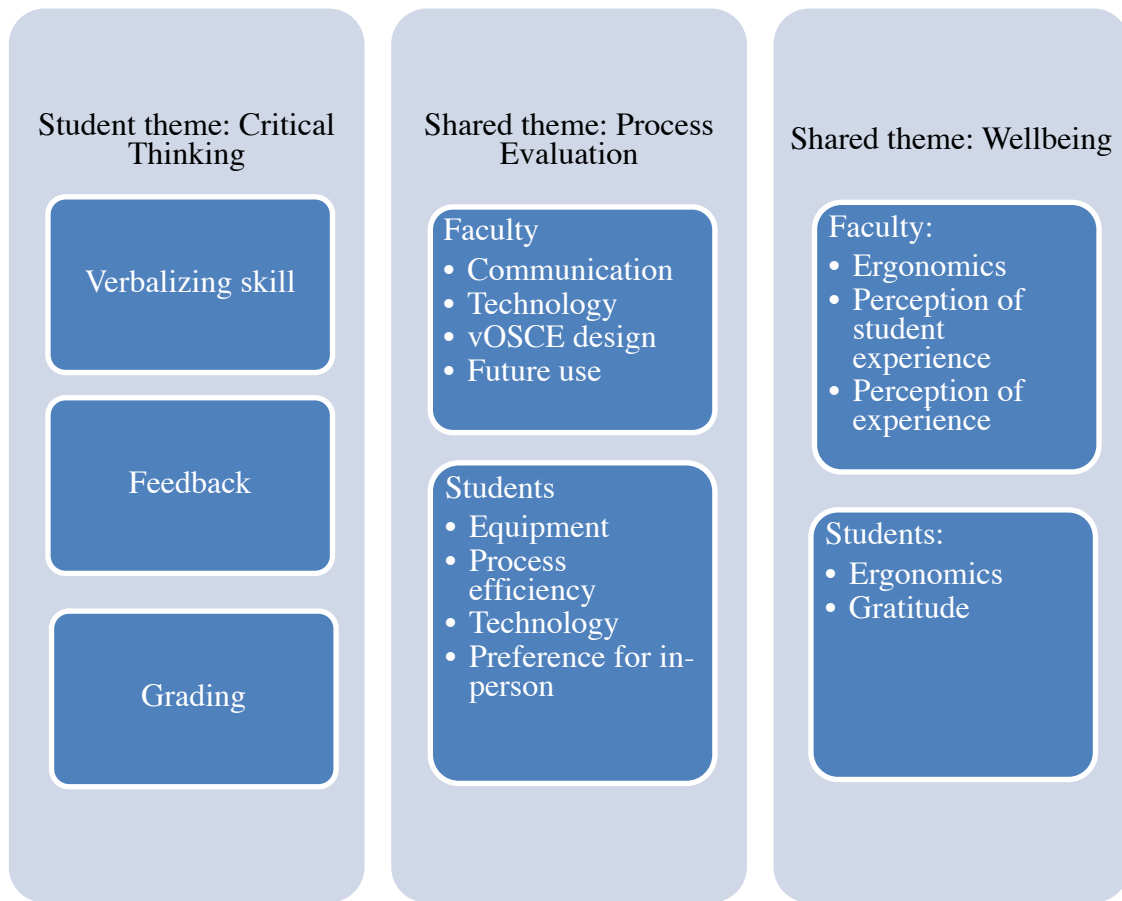 Student theme: Critical
Thinking
Verbalizing skill
Feedback
Grading
Shared theme: Process
Evaluation
Faculty
• Communication
• Technology
• vOSCE design
• Future use
Students
• Equipment
• Process
efficiency
• Technology
• Preference for in-
person
Shared theme: Wellbeing
Faculty:
• Ergonomics
• Perception of
student
experience
• Perception of
experience
Students:
• Ergonomics
• Gratitude